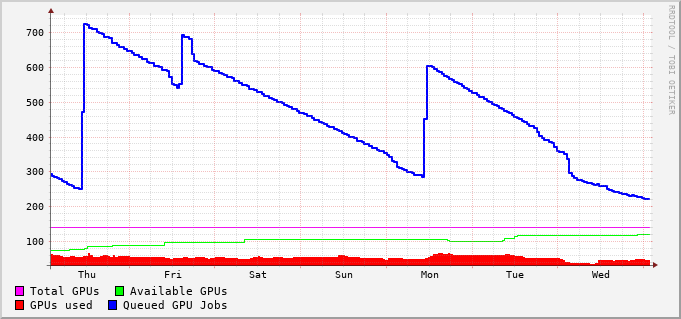 700
600
500
400
300
200
100
Thu Fri Sat Sun Mon Tue Wed
RRDTOOL / TOBI OETIKER
Total GPUs Available GPUs
GPUs used Queued GPU Jobs